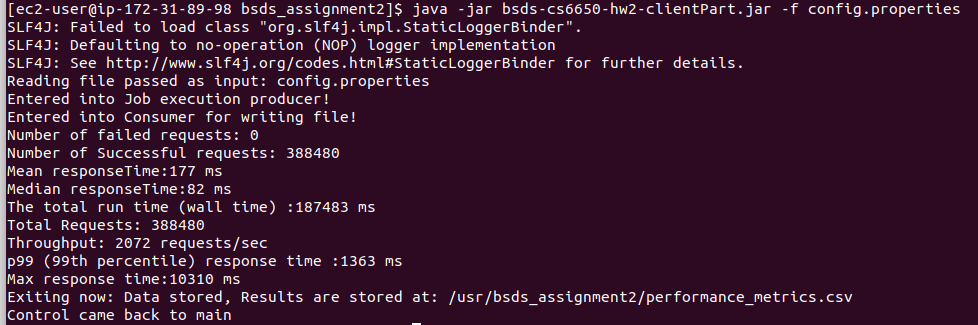 [ec2-user@ip-172-31-89-98 bsds_assignment2]$ java -jar bsds-cs6650-hw2-clientPart.jar -f config.properties
SLF4J: Failed to load class "org.slf4j.impl.StaticLoggerBinder".
SLF4J: Defaulting to no-operation (NOP) logger implementation
SLF4J: See http://www.slf4j.org/codes.html#StaticLoggerBinder for further details.
Reading file passed as input: config.properties
Entered into Job execution producer!
Entered into Consumer for writing file!
Number of failed requests: 0
Number of Successful requests: 388480
Mean responseTime:177 ms
Median responseTime:82 ms
The total run time (wall time) :187483 ms
Total Requests: 388480
Throughput: 2072 requests/sec
p99 (99th percentile) response time :1363 ms
Max response time:10310 ms
Exiting now: Data stored, Results are stored at: /usr/bsds_assignment2/performance_metrics.csv
Control came back to main